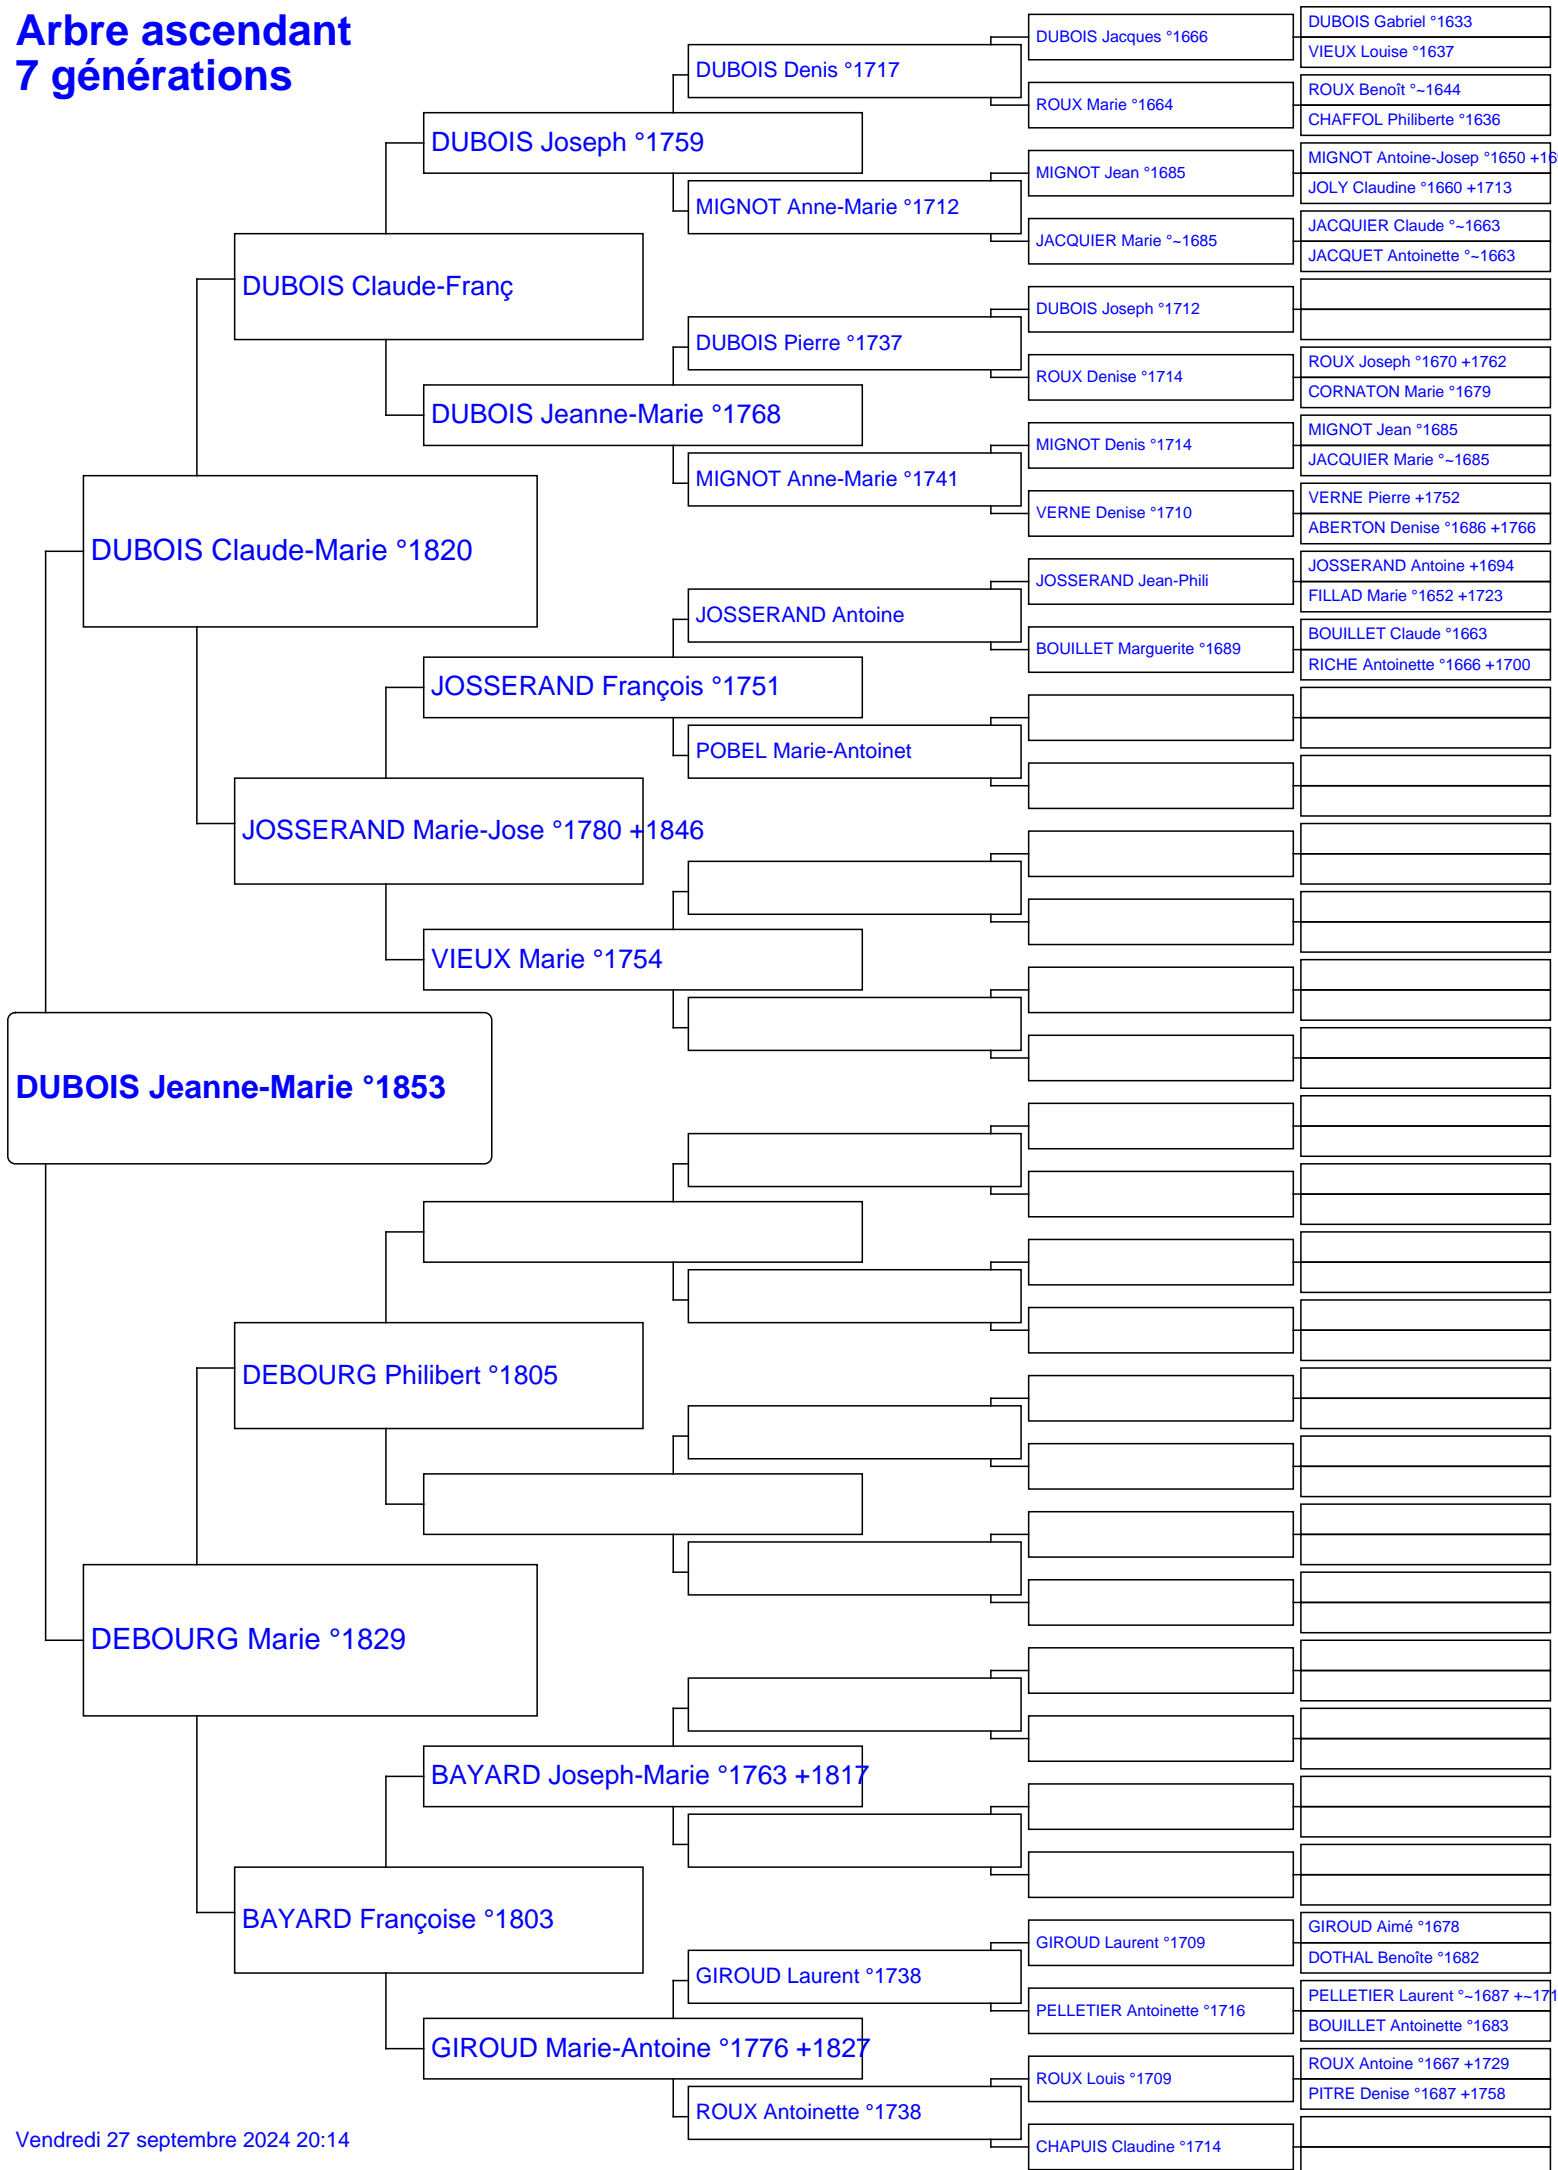 Arbre ascendant
7 générations
DUBOIS Jeanne-Marie °1853
DUBOIS Claude-Marie °1820
DEBOURG Marie °1829
DUBOIS Claude-Franç
JOSSERAND Marie-Jose °1780 +1846
DEBOURG Philibert °1805
BAYARD Françoise °1803
DUBOIS Joseph °1759
DUBOIS Jeanne-Marie °1768
JOSSERAND François °1751
VIEUX Marie °1754
BAYARD Joseph-Marie °1763 +1817
GIROUD Marie-Antoine °1776 +1827
DUBOIS Denis °1717
MIGNOT Anne-Marie °1712
DUBOIS Pierre °1737
MIGNOT Anne-Marie °1741
JOSSERAND Antoine
POBEL Marie-Antoinet
GIROUD Laurent °1738
ROUX Antoinette °1738
DUBOIS Jacques °1666
ROUX Marie °1664
MIGNOT Jean °1685
JACQUIER Marie °~1685
DUBOIS Joseph °1712
ROUX Denise °1714
MIGNOT Denis °1714
VERNE Denise °1710
JOSSERAND Jean-Phili
BOUILLET Marguerite °1689
GIROUD Laurent °1709
PELLETIER Antoinette °1716
ROUX Louis °1709
CHAPUIS Claudine °1714
DUBOIS Gabriel °1633
VIEUX Louise °1637
ROUX Benoît °~1644
CHAFFOL Philiberte °1636
MIGNOT Antoine-Josep °1650 +16
JOLY Claudine °1660 +1713
JACQUIER Claude °~1663
JACQUET Antoinette °~1663
ROUX Joseph °1670 +1762
CORNATON Marie °1679
MIGNOT Jean °1685
JACQUIER Marie °~1685
VERNE Pierre +1752
ABERTON Denise °1686 +1766
JOSSERAND Antoine +1694
FILLAD Marie °1652 +1723
BOUILLET Claude °1663
RICHE Antoinette °1666 +1700
GIROUD Aimé °1678
DOTHAL Benoîte °1682
PELLETIER Laurent °~1687 +~171
BOUILLET Antoinette °1683
ROUX Antoine °1667 +1729
PITRE Denise °1687 +1758
Vendredi 27 septembre 2024 20:14